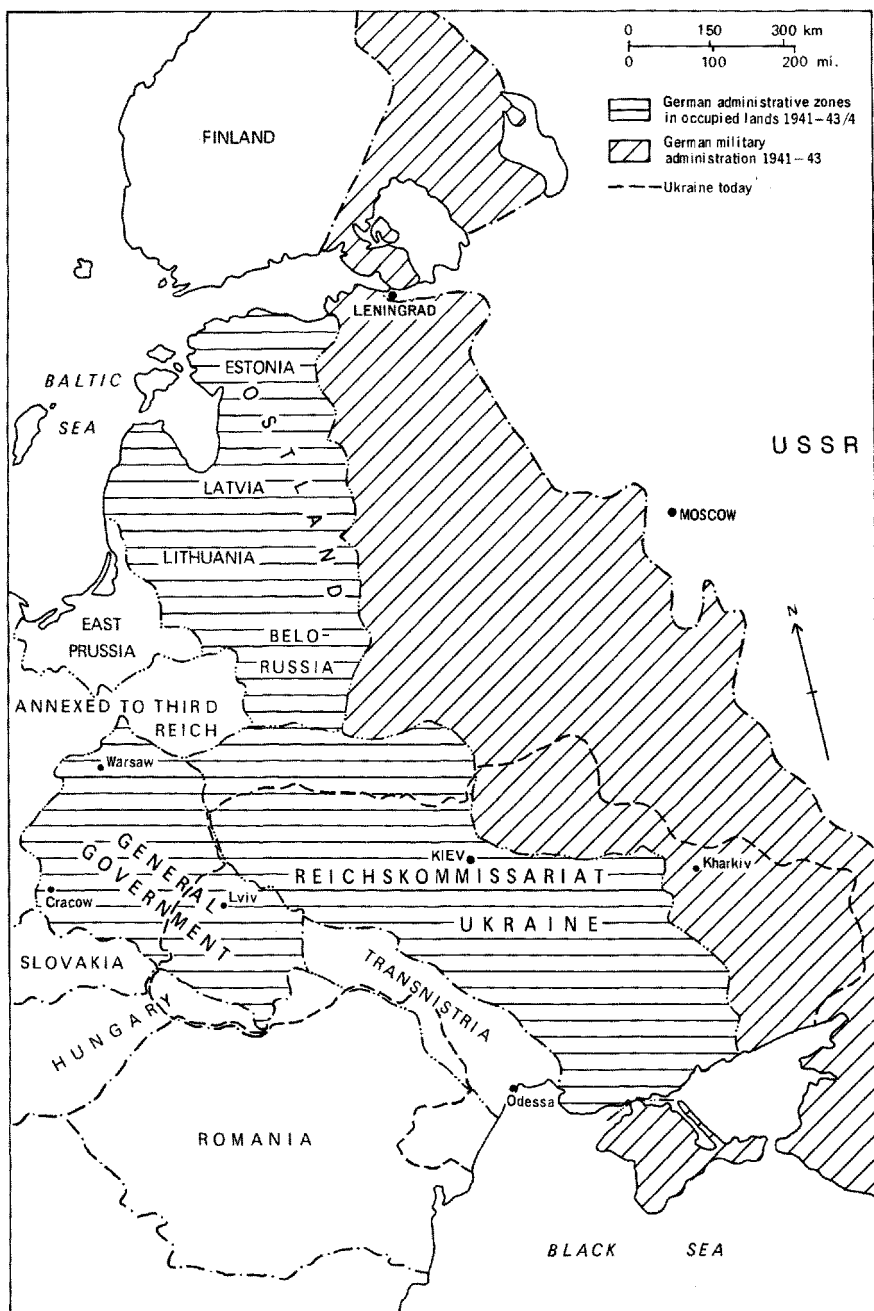 0 150 300 km
0 100 200 mi.
German administrative zones
in occupied lands 1941–43/4
German military
administration 1941–43
Ukraine today
FINLAND
LENINGRAD
ESTONIA
BALTIC
SEA
OSTLAND
USSR
LATVIA
MOSCOW
LITHUANIA
N
EAST
PRUSSIA
BELO-
RUSSIA
ANNEXED TO THIRD
REICH
Warsaw
GENERAL
GOVERNMENT
KIEV
Kharkiv
REICHSKOMMISSARIAT
UKRAINE
Cracow
Lviv
SLOVAKIA
TRANSNISTRIA
HUNGARY
Odessa
ROMANIA
BLACK SEA